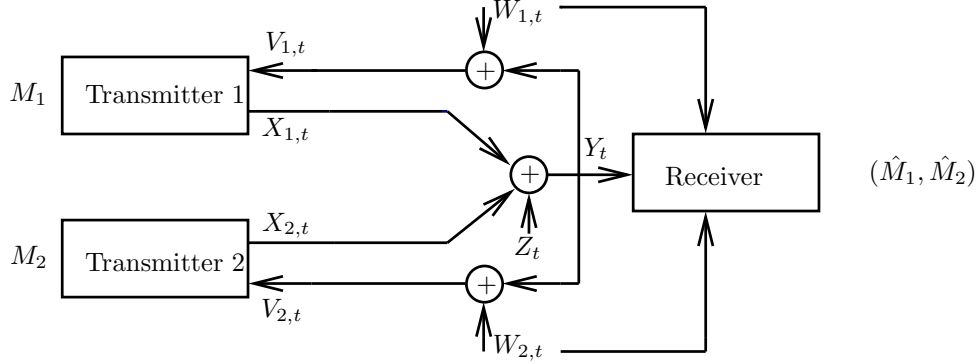 W_{1,t}
V_{1,t}
M_1
Transmitter 1
X_{1,t}
+
Y_t
+
Receiver
(\hat{M}_1, \hat{M}_2)
X_{2,t}
Z_t
M_2
Transmitter 2
V_{2,t}
+
W_{2,t}